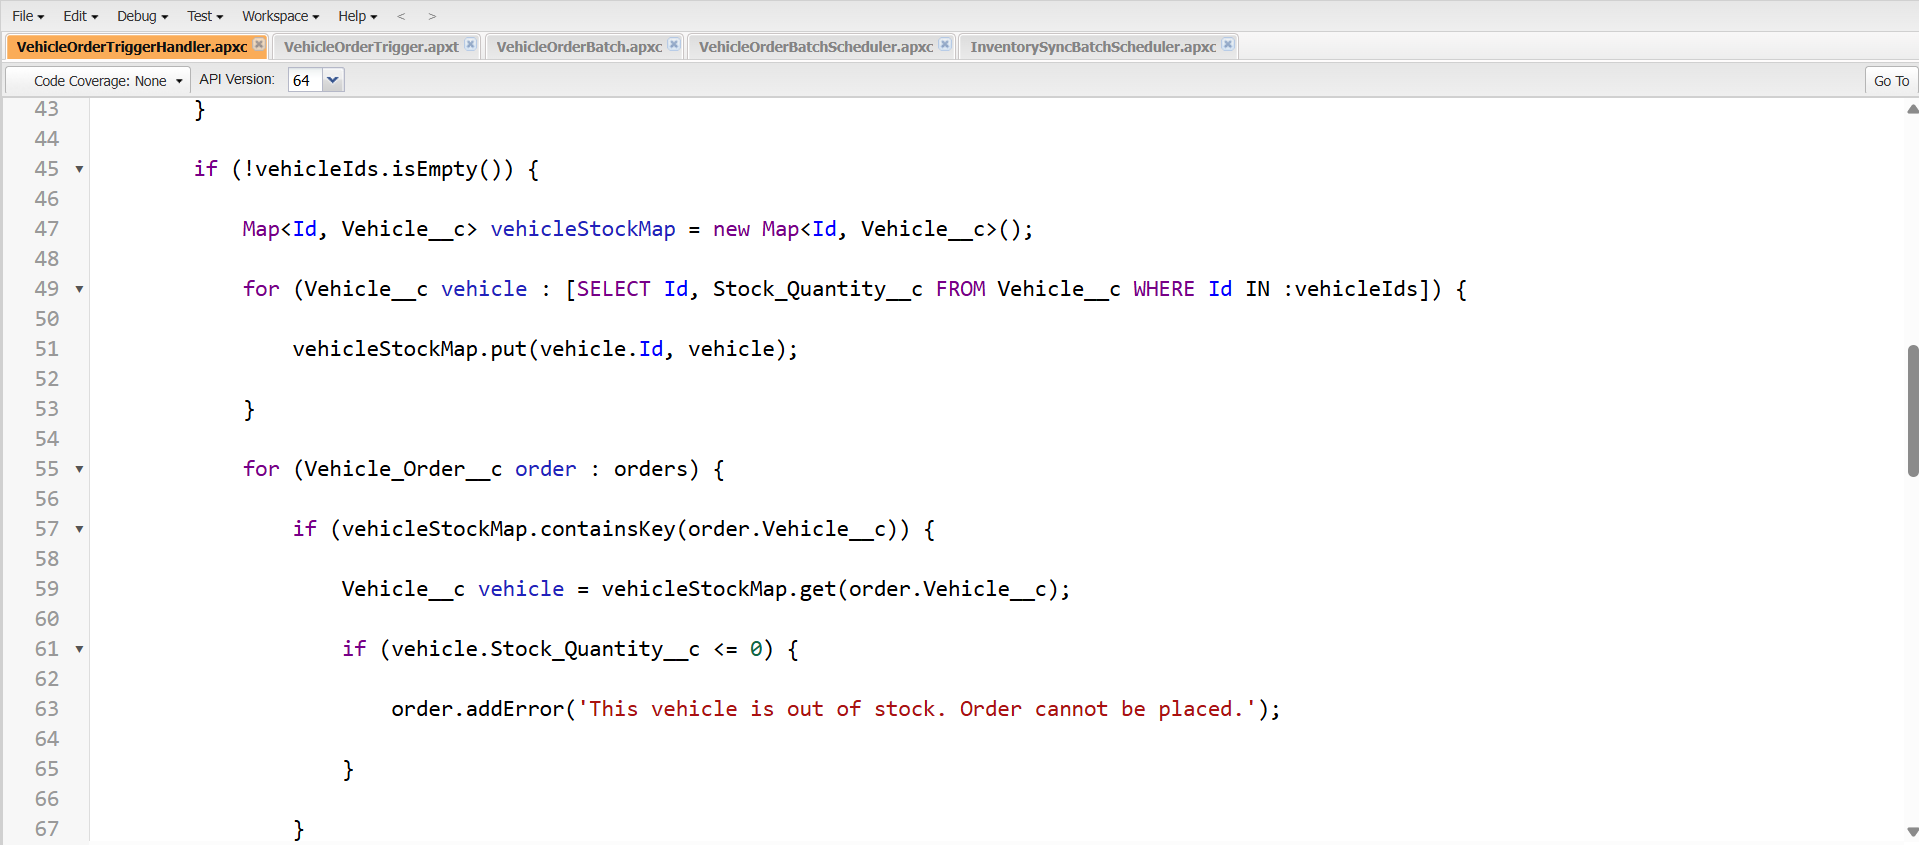 File Edit Debug Test Workspace Help < >
VehicleOrderTriggerHandler.apxc VehicleOrderTrigger.apxt VehicleOrderBatch.apxc VehicleOrderBatchScheduler.apxc InventorySyncBatchScheduler.apxc
Code Coverage: None API Version: 64 Go To
43 }
44
45 if (!vehicleIds.isEmpty()) {
46
47 Map<Id, Vehicle__c> vehicleStockMap = new Map<Id, Vehicle__c>();
48
49 for (Vehicle__c vehicle : [SELECT Id, Stock_Quantity__c FROM Vehicle__c WHERE Id IN :vehicleIds]) {
50
51 vehicleStockMap.put(vehicle.Id, vehicle);
52
53 }
54
55 for (Vehicle_Order__c order : orders) {
56
57 if (vehicleStockMap.containsKey(order.Vehicle__c)) {
58
59 Vehicle__c vehicle = vehicleStockMap.get(order.Vehicle__c);
60
61 if (vehicle.Stock_Quantity__c <= 0) {
62
63 order.addError('This vehicle is out of stock. Order cannot be placed.');
64
65 }
66
67 }